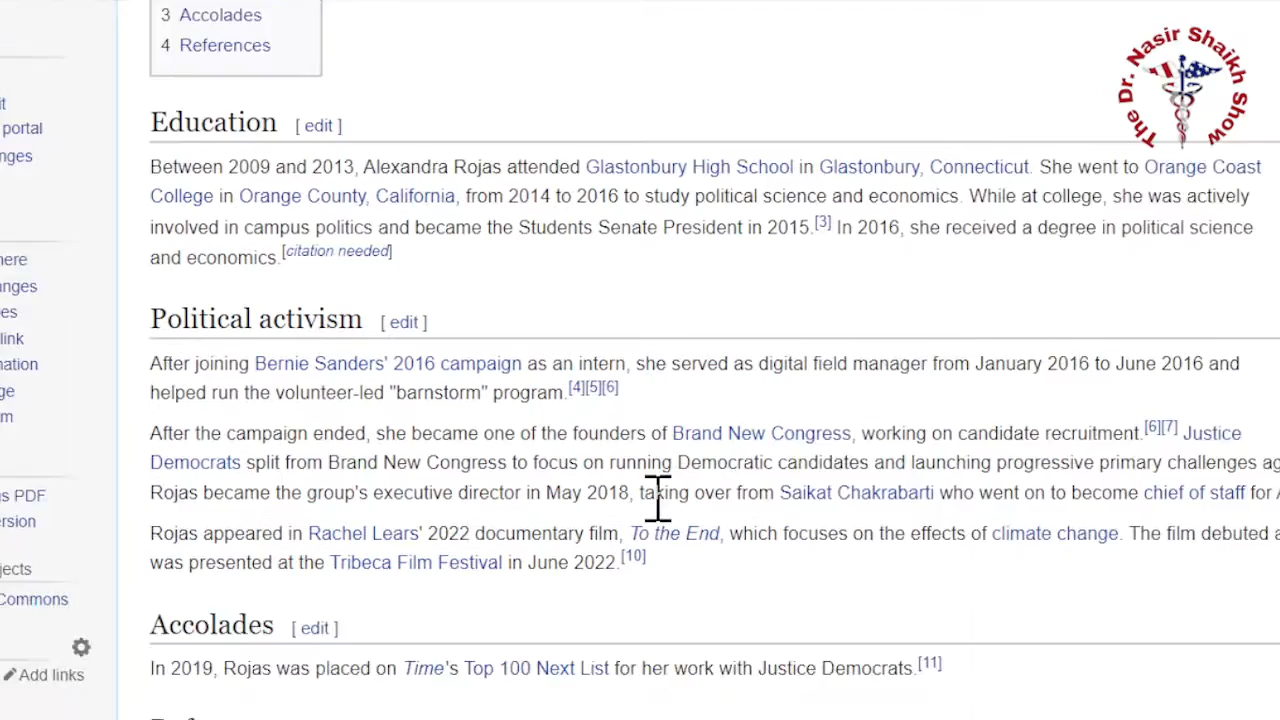 3 Accolades
4 References
The Dr. Nasir Shaikh Show
portal
Education [ edit ]
Between 2009 and 2013, Alexandra Rojas attended Glastonbury High School in Glastonbury, Connecticut. She went to Orange Coast
College in Orange County, California, from 2014 to 2016 to study political science and economics. While at college, she was actively
involved in campus politics and became the Students Senate President in 2015.[3] In 2016, she received a degree in political science
and economics.[citation needed]
Political activism [ edit ]
After joining Bernie Sanders' 2016 campaign as an intern, she served as digital field manager from January 2016 to June 2016 and
helped run the volunteer-led "barnstorm" program.[4][5][6]
After the campaign ended, she became one of the founders of Brand New Congress, working on candidate recruitment.[6][7] Justice
Democrats split from Brand New Congress to focus on running Democratic candidates and launching progressive primary challenges ag
Rojas became the group's executive director in May 2018, taking over from Saikat Chakrabarti who went on to become chief of staff for
Rojas appeared in Rachel Lears' 2022 documentary film, To the End, which focuses on the effects of climate change. The film debuted
was presented at the Tribeca Film Festival in June 2022.[10]
Accolades [ edit ]
In 2019, Rojas was placed on Time's Top 100 Next List for her work with Justice Democrats.[11]
nges
here
anges
es
link
nation
ge
m
s PDF
ersion
jects
Commons
Add links